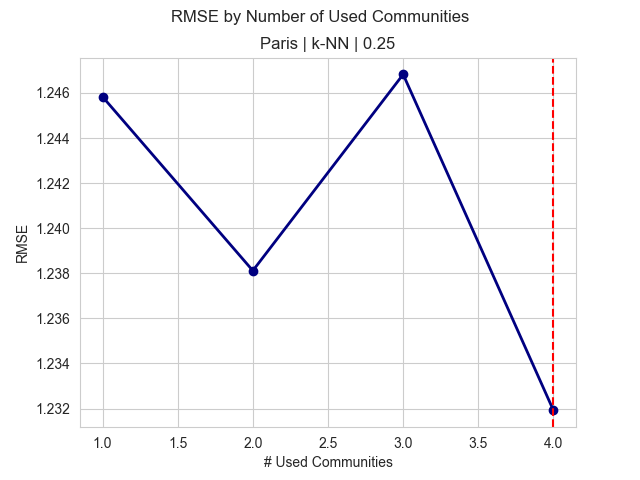 RMSE by Number of Used Communities
Paris | k-NN | 0.25
1.246
1.244
1.242
1.240
1.238
1.236
1.234
1.232
RMSE
1.0 1.5 2.0 2.5 3.0 3.5 4.0
# Used Communities